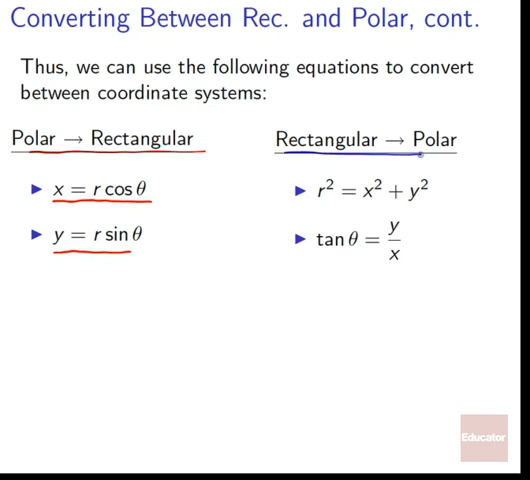 Converting Between Rec. and Polar, cont.
Thus, we can use the following equations to convert
between coordinate systems:
Polar → Rectangular
x = r cos θ
y = r sin θ
Rectangular → Polar
r² = x² + y²
tan θ = y/x
Educator